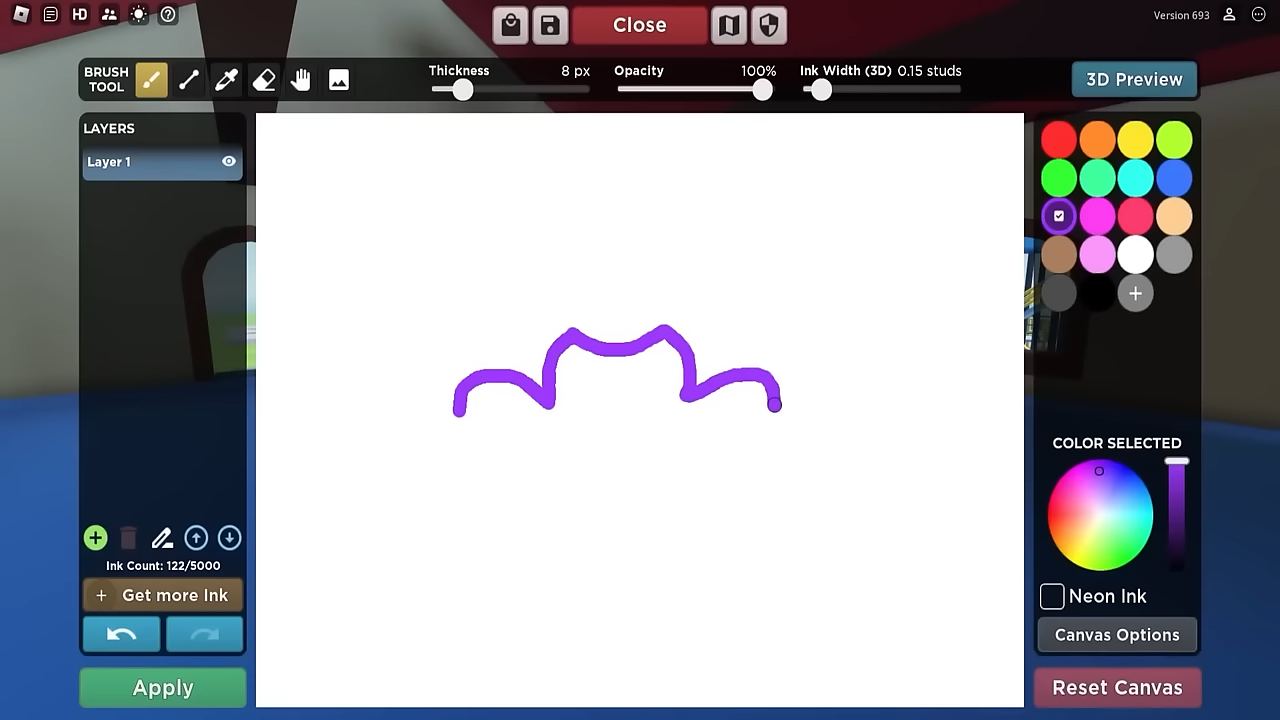 HD
Close
Version 693
BRUSH TOOL
Thickness 8 px
Opacity 100%
Ink Width (3D) 0.15 studs
3D Preview
LAYERS
Layer 1
COLOR SELECTED
Ink Count: 122/5000
+ Get more Ink
Neon Ink
Canvas Options
Apply
Reset Canvas